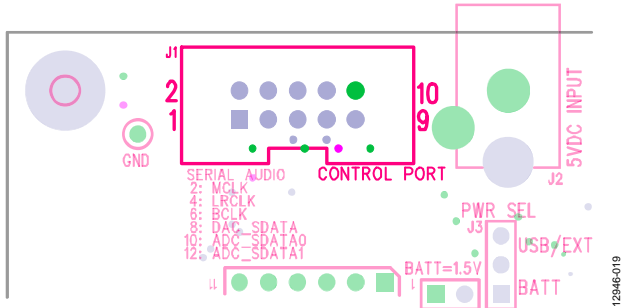 J1
2
10
1
9
GND
5VDC INPUT
J2
SERIAL AUDIO
CONTROL PORT
2: MCLK
4: LRCLK
6: BCLK
8: DAC_SDATA
10: ADC_SDATA0
12: ADC_SDATA1
PWR SEL
J3
USB/EXT
BATT=1.5V
BATT
1
12946-019